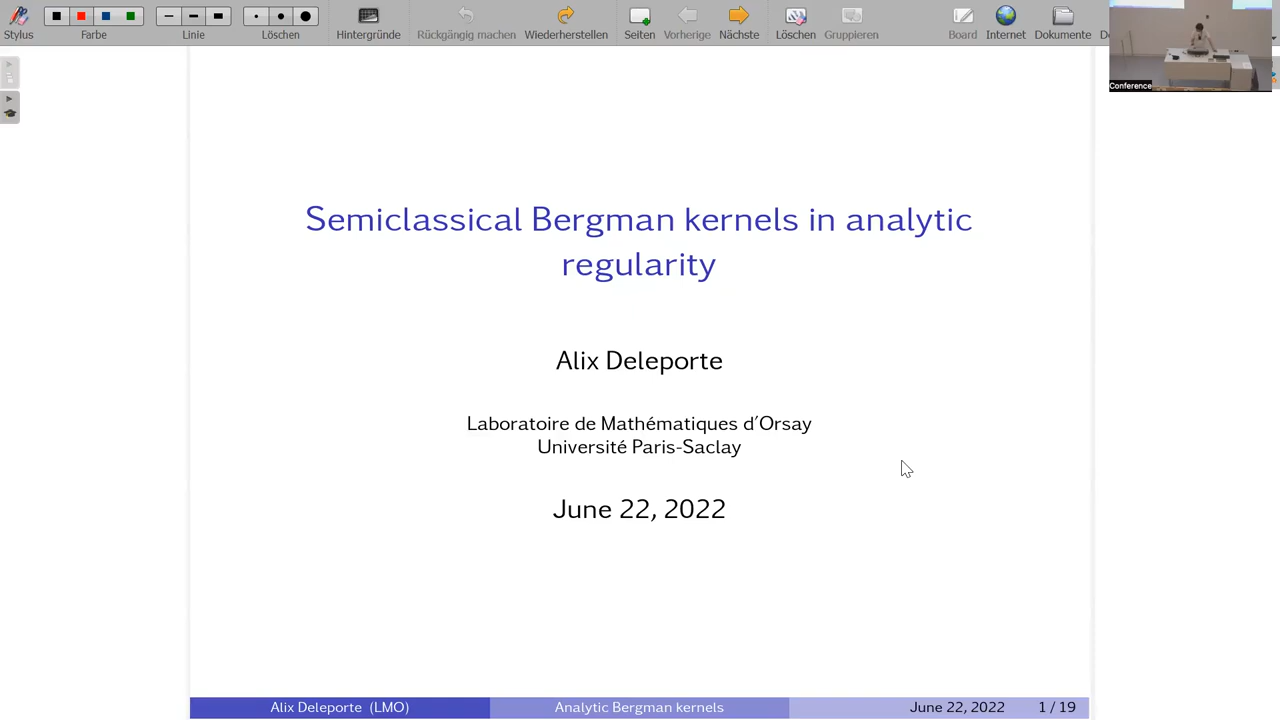 Stylus
Farbe
Linie
Löschen
Hintergründe
Rückgängig machen
Wiederherstellen
Seiten
Vorherige
Nächste
Löschen
Gruppieren
Board
Internet
Dokumente
Conference
Semiclassical Bergman kernels in analytic
regularity
Alix Deleporte
Laboratoire de Mathématiques d'Orsay
Université Paris-Saclay
June 22, 2022
Alix Deleporte (LMO)
Analytic Bergman kernels
June 22, 2022
1 / 19